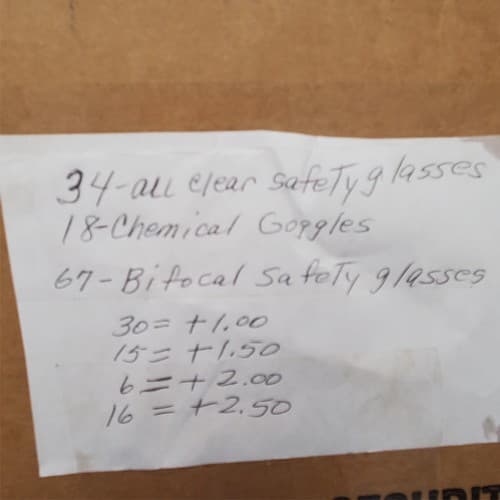 34-all clear safety glasses
18-Chemical Goggles
67-Bifocal Safety glasses
30= +1.00
15= +1.50
6=+ 2.00
16 = +2.50